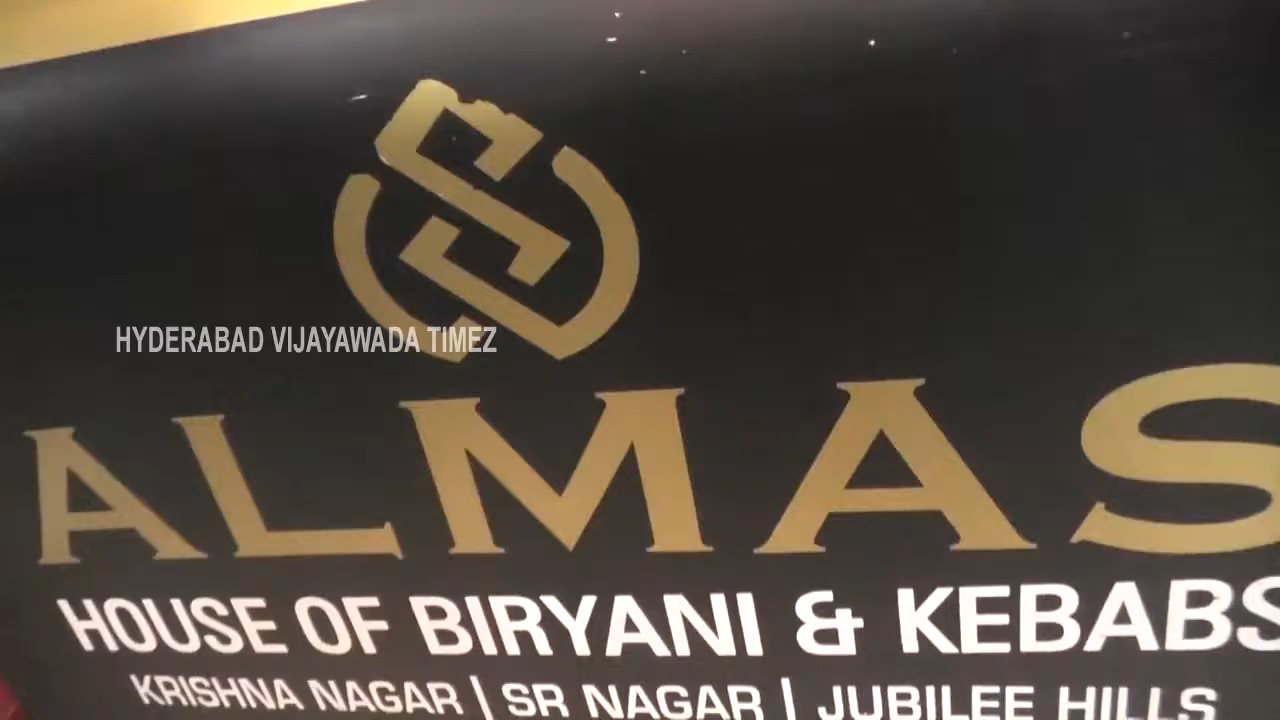 HYDERABAD VIJAYAWADA TIMEZ
ALMAS
HOUSE OF BIRYANI & KEBABS
KRISHNA NAGAR | SR NAGAR | JUBILEE HILLS